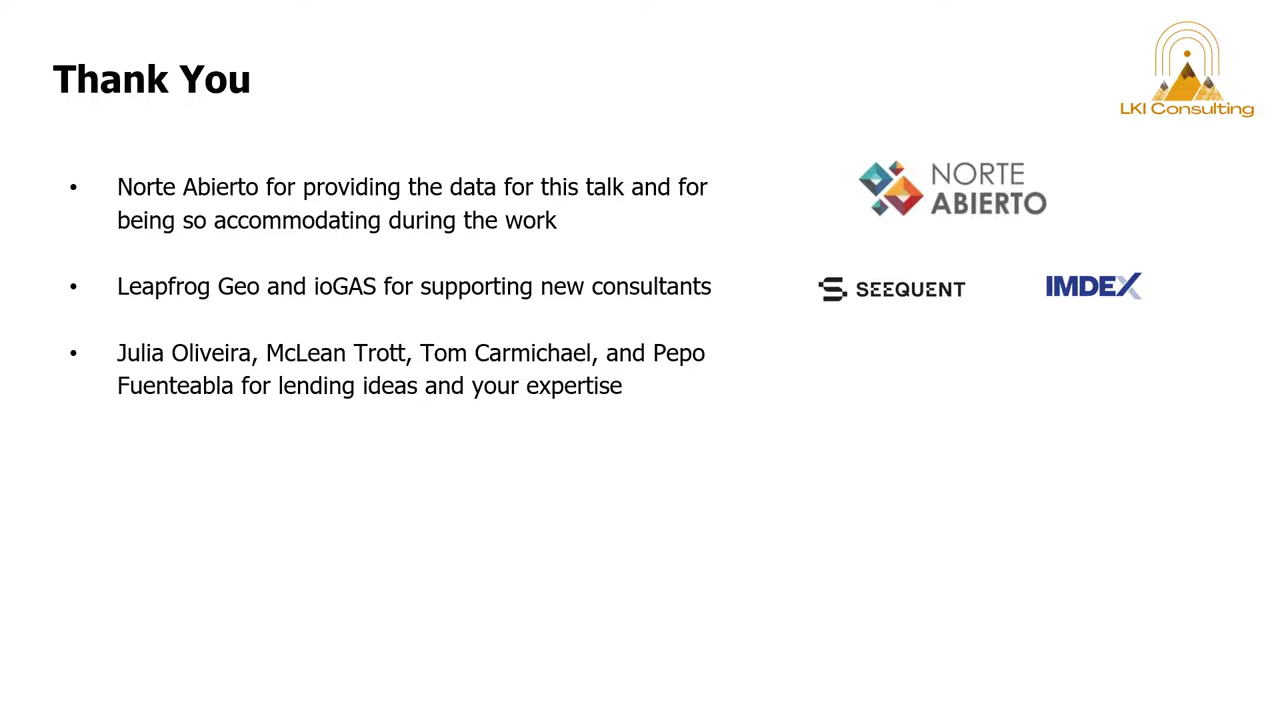 Thank You
LKI Consulting
• Norte Abierto for providing the data for this talk and for
being so accommodating during the work
NORTE
ABIERTO
• Leapfrog Geo and ioGAS for supporting new consultants
SEEQUENT
IMDEX
• Julia Oliveira, McLean Trott, Tom Carmichael, and Pepo
Fuenteabla for lending ideas and your expertise